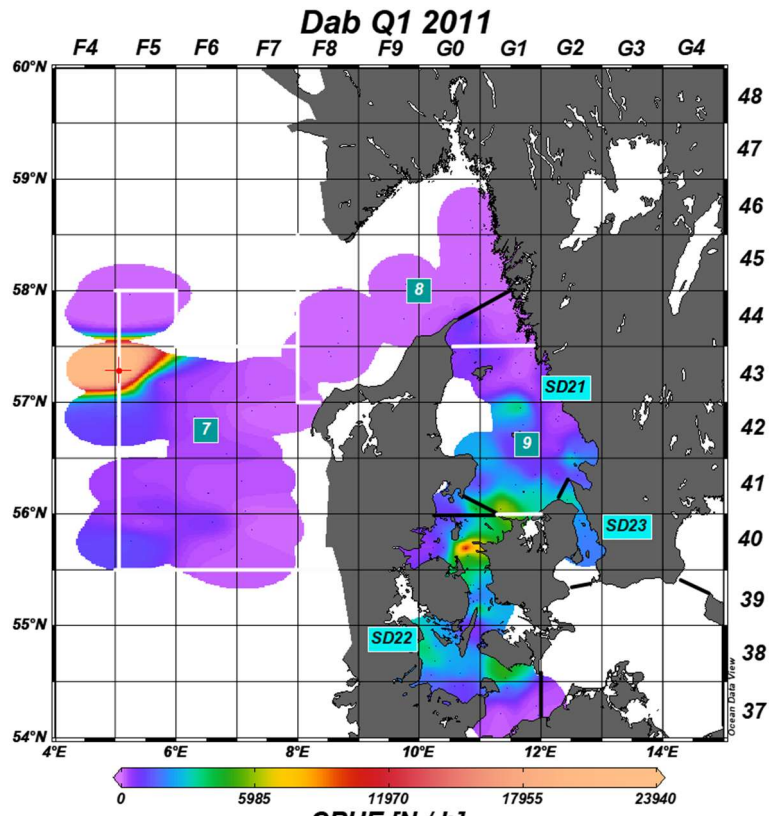 Dab Q1 2011
F4 F5 F6 F7 F8 F9 G0 G1 G2 G3 G4
60°N
48
47
59°N
46
45
58°N
8
44
43
SD21
57°N
7
9
42
41
56°N
SD23
40
39
55°N
SD22
38
37
54°N
Ocean Data View
4°E 6°E 8°E 10°E 12°E 14°E
0 5985 11970 17955 23940
CPUE [N / h]